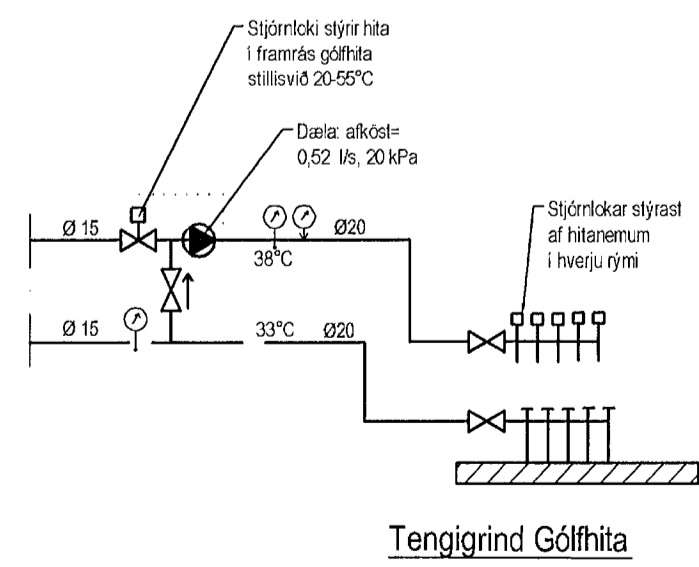 Stjórnloki stýrir hita
í framrás gólfhita
stillisvið 20-55°C
Dæla: afköst=
0,52 l/s, 20 kPa
Ø 15
Ø20
38°C
Stjórnlokar stýrast
af hitanemum
í hverju rými
Ø 15
33°C
Ø20
Tengigrind Gólfhita